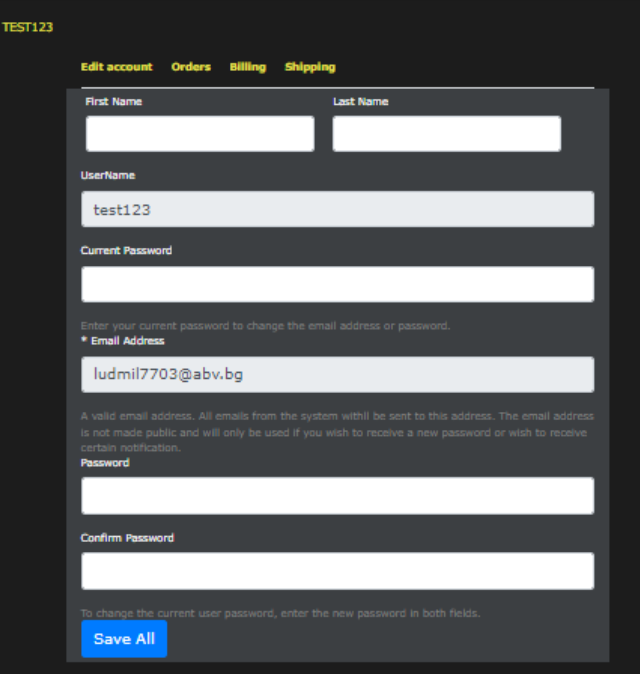 TEST123
Edit account Orders Billing Shipping
First Name Last Name
UserName
test123
Current Password
Enter your current password to change the email address or password.
* Email Address
ludmil7703@abv.bg
A valid email address. All emails from the system withll be sent to this address. The email address
is not made public and will only be used if you wish to receive a new password or wish to receive
certain notification.
Password
Confirm Password
To change the current user password, enter the new password in both fields.
Save All